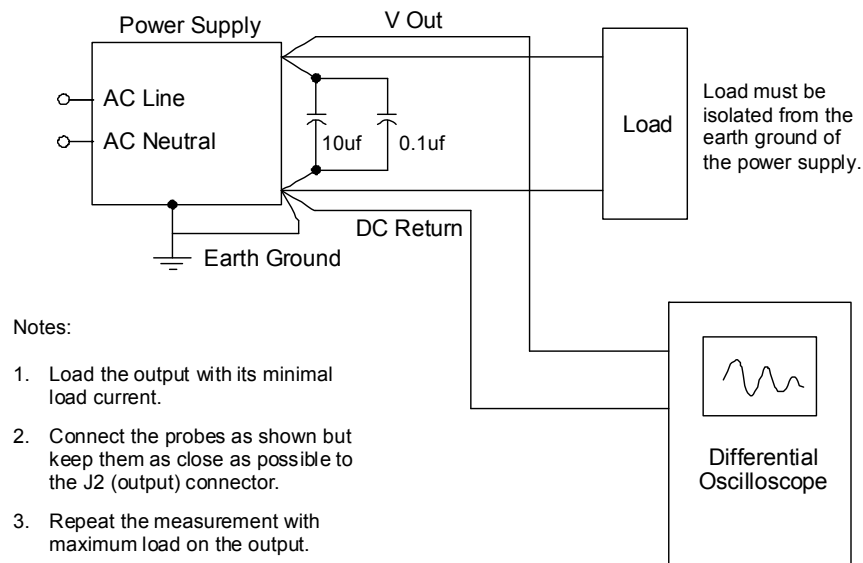 Power Supply
V Out
AC Line
AC Neutral
10uf
0.1uf
Load
Load must be
isolated from the
earth ground of
the power supply.
DC Return
Earth Ground
Notes:
1. Load the output with its minimal
load current.
2. Connect the probes as shown but
keep them as close as possible to
the J2 (output) connector.
3. Repeat the measurement with
maximum load on the output.
Differential
Oscilloscope